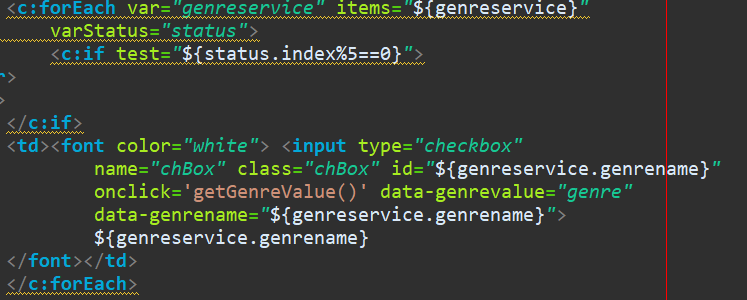 <c:forEach var="genreservice" items="${genreservice}"
varStatus="status">
<c:if test="${status.index%5==0}">
r>
>
</c:if>
<td><font color="white"> <input type="checkbox"
name="chBox" class="chBox" id="${genreservice.genrename}"
onclick='getGenreValue()' data-genrevalue="genre"
data-genrename="${genreservice.genrename}">
${genreservice.genrename}
</font></td>
</c:forEach>